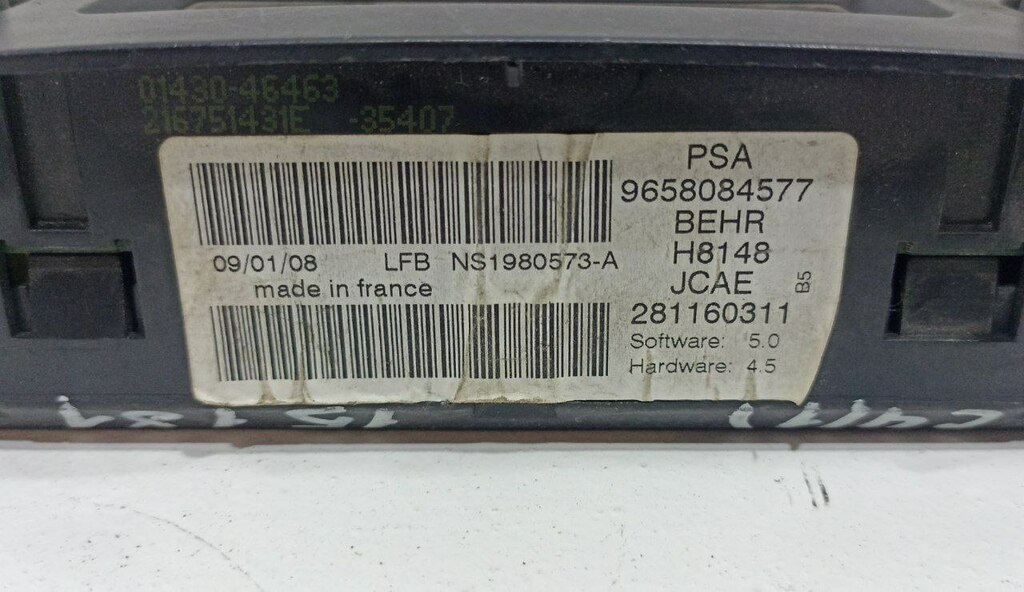 01430-46463
216751431E -35407
PSA
9658084577
BEHR
H8148
JCAE
281160311
B5
Software: 5.0
Hardware: 4.5
09/01/08 LFB NS1980573-A
made in france